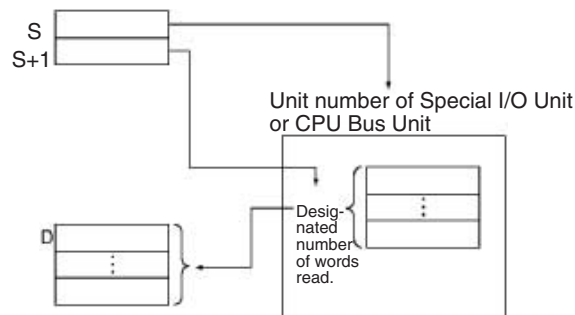 S
S+1
Unit number of Special I/O Unit
or CPU Bus Unit
Desig-
nated
number
of words
read.
D